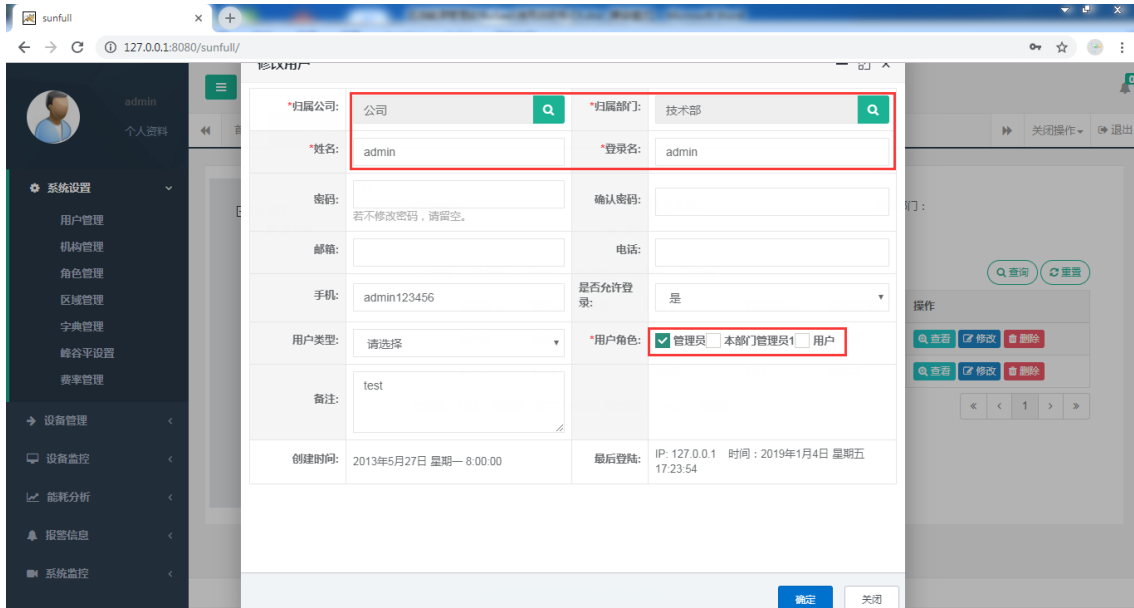 sunfull
127.0.0.1:8080/sunfull/
修改用户
admin
个人资料
关闭操作 退出
*归属公司: 公司 *归属部门: 技术部
*姓名: admin *登录名: admin
密码: 确认密码:
若不修改密码，请留空。
邮箱: 电话:
手机: admin123456 是否允许登录: 是
用户类型: 请选择 *用户角色: 管理员 本部门管理员1 用户
备注: test
创建时间: 2013年5月27日 星期一 8:00:00 最后登陆: IP: 127.0.0.1 时间：2019年1月4日 星期五 17:23:54
确定 关闭
系统设置
用户管理
机构管理
角色管理
区域管理
字典管理
峰谷平设置
费率管理
设备管理
设备监控
能耗分析
报警信息
系统监控
查询 重置
操作
查看 修改 删除
查看 修改 删除
« < 1 > »